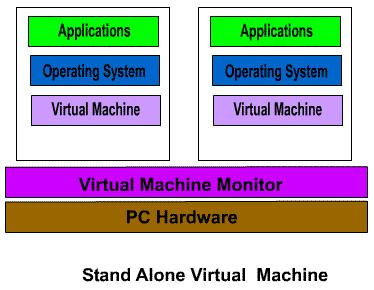 Applications
Operating System
Virtual Machine
Applications
Operating System
Virtual Machine
Virtual Machine Monitor
PC Hardware
Stand Alone Virtual Machine